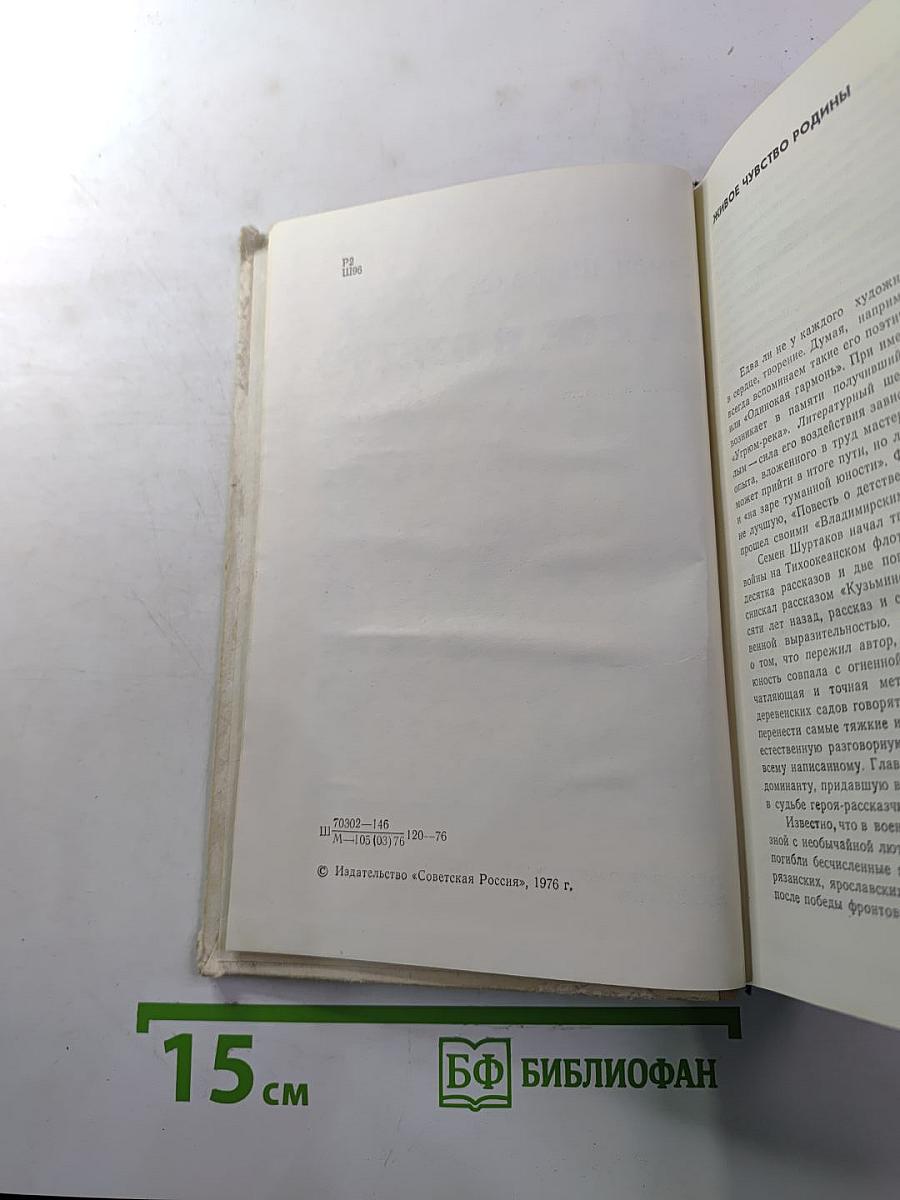 Р2
Ш96
Ш 70302—146
М—105(03)76 120—76
© Издательство «Советская Россия», 1976 г.
ЖИВОЕ ЧУВСТВО РОДИНЫ
Едва ли не у каждого художни
в сердце, творение. Думая, наприм
всегда вспоминаем такие его поэти
или «Одинокая гармонь». При име
возникает в памяти получивший
«Угрюм-река». Литературный ше
лым — сила его воздействия завис
опыта, вложенного в труд мастер
может прийти в итоге пути, но л
и «на заре туманной юности». Ф
не лучшую, «Повесть о детстве
прошел своими «Владимирским
Семен Шуртаков начал т
войны на Тихоокеанском флот
десятка рассказов и две пов
снискал рассказом «Кузьмин
сяти лет назад, рассказ и с
венной выразительностью.
о том, что пережил автор,
юность совпала с огненной
чатляющая и точная мет
деревенских садов говорят
перенести самые тяжкие и
естественную разговорную
всему написанному. Глав
доминанту, придавшую в
в судьбе героя-рассказчи
Известно, что в воен
зной с необычайной лют
погибли бесчисленные
рязанских, ярославских
после победы фронтов
15 см
БФ БИБЛИОФАН